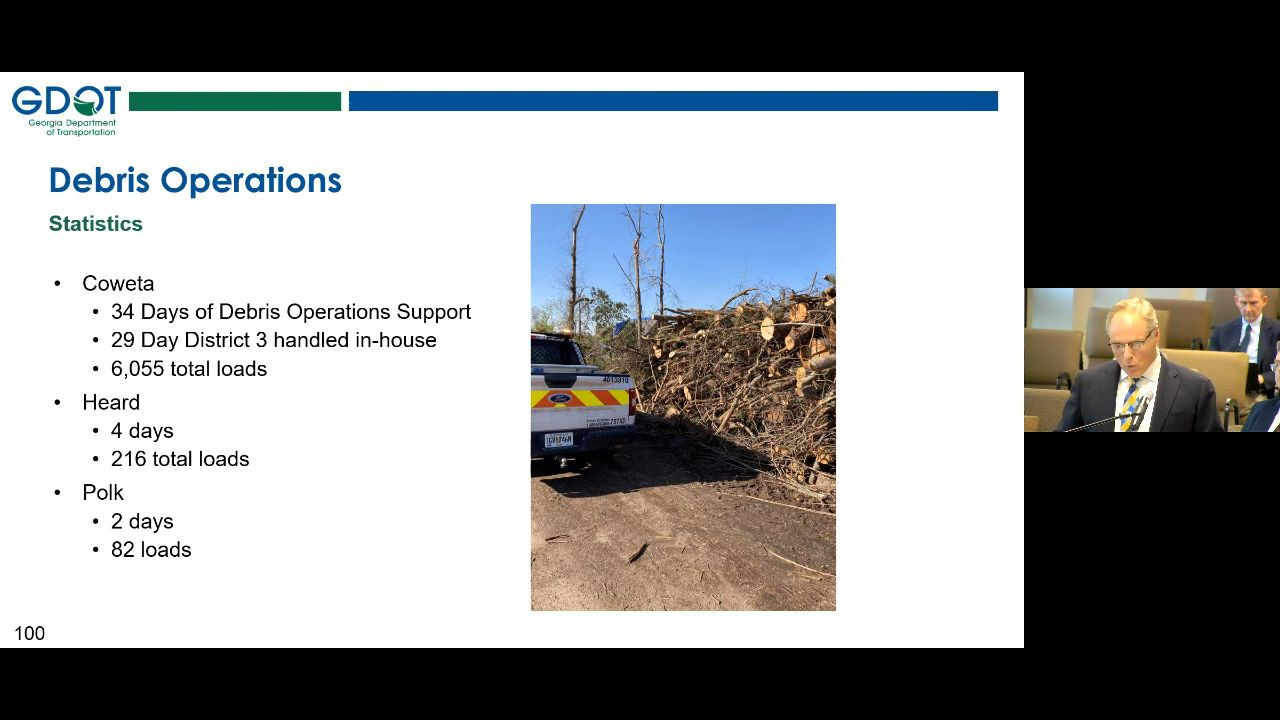 GDOT
Georgia Department
of Transportation
Debris Operations
Statistics
• Coweta
• 34 Days of Debris Operations Support
• 29 Day District 3 handled in-house
• 6,055 total loads
• Heard
• 4 days
• 216 total loads
• Polk
• 2 days
• 82 loads
Ford
100